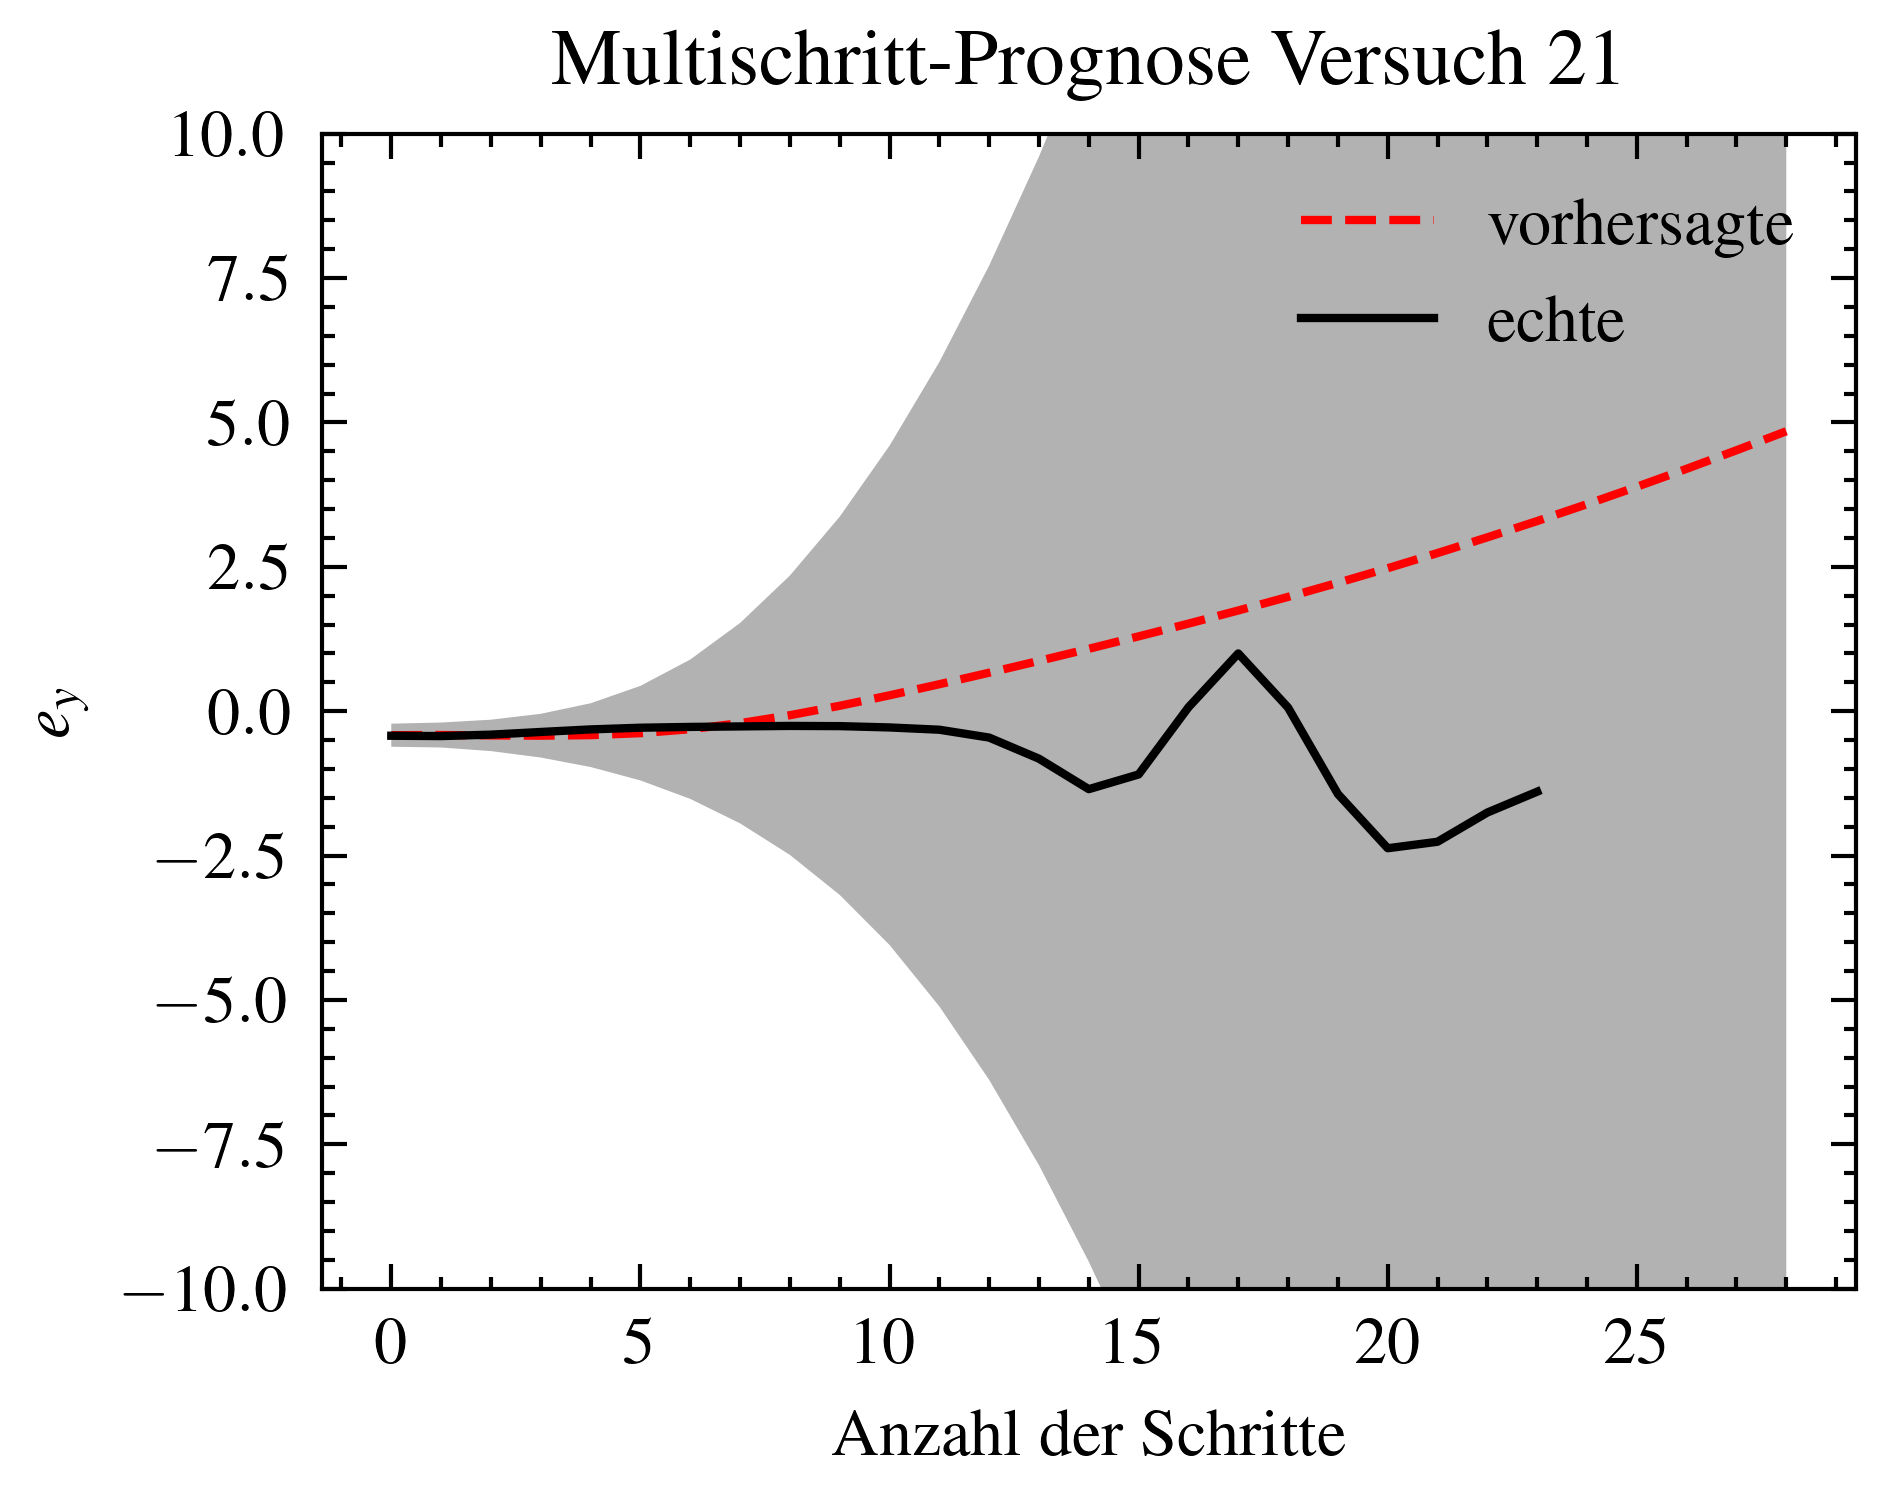 Multischritt-Prognose Versuch 21
10.0
7.5
5.0
2.5
0.0
−2.5
−5.0
−7.5
−10.0
e_y
vorhersagte
echte
0 5 10 15 20 25
Anzahl der Schritte